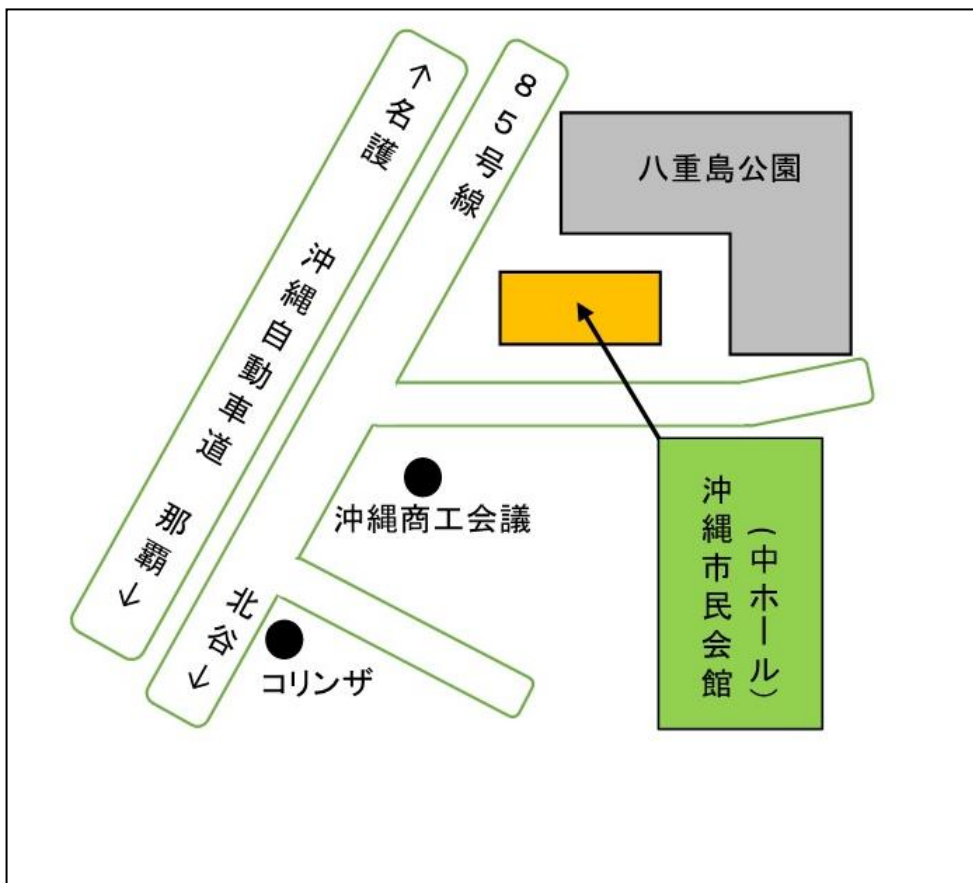 ↑名護 沖縄自動車道 那覇↓
85号線
北谷↓
八重島公園
沖縄商工会議
コリンザ
沖縄市民会館
(中ホール)